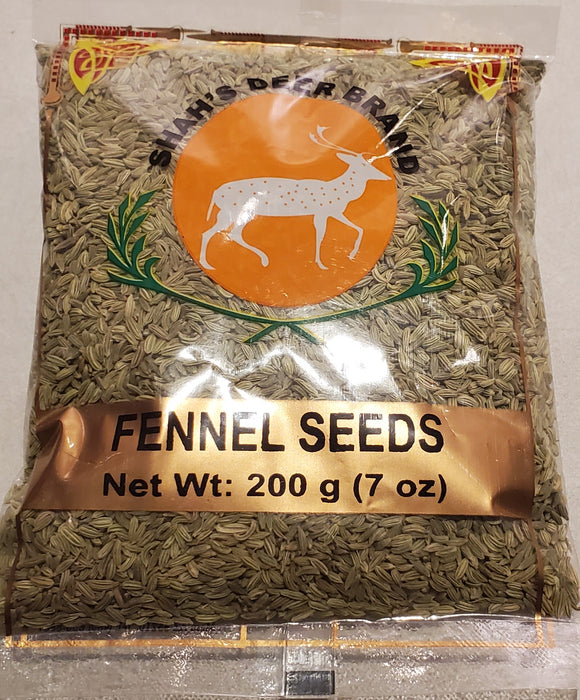 SHAH'S DEER BRAND
FENNEL SEEDS
Net Wt: 200 g (7 oz)